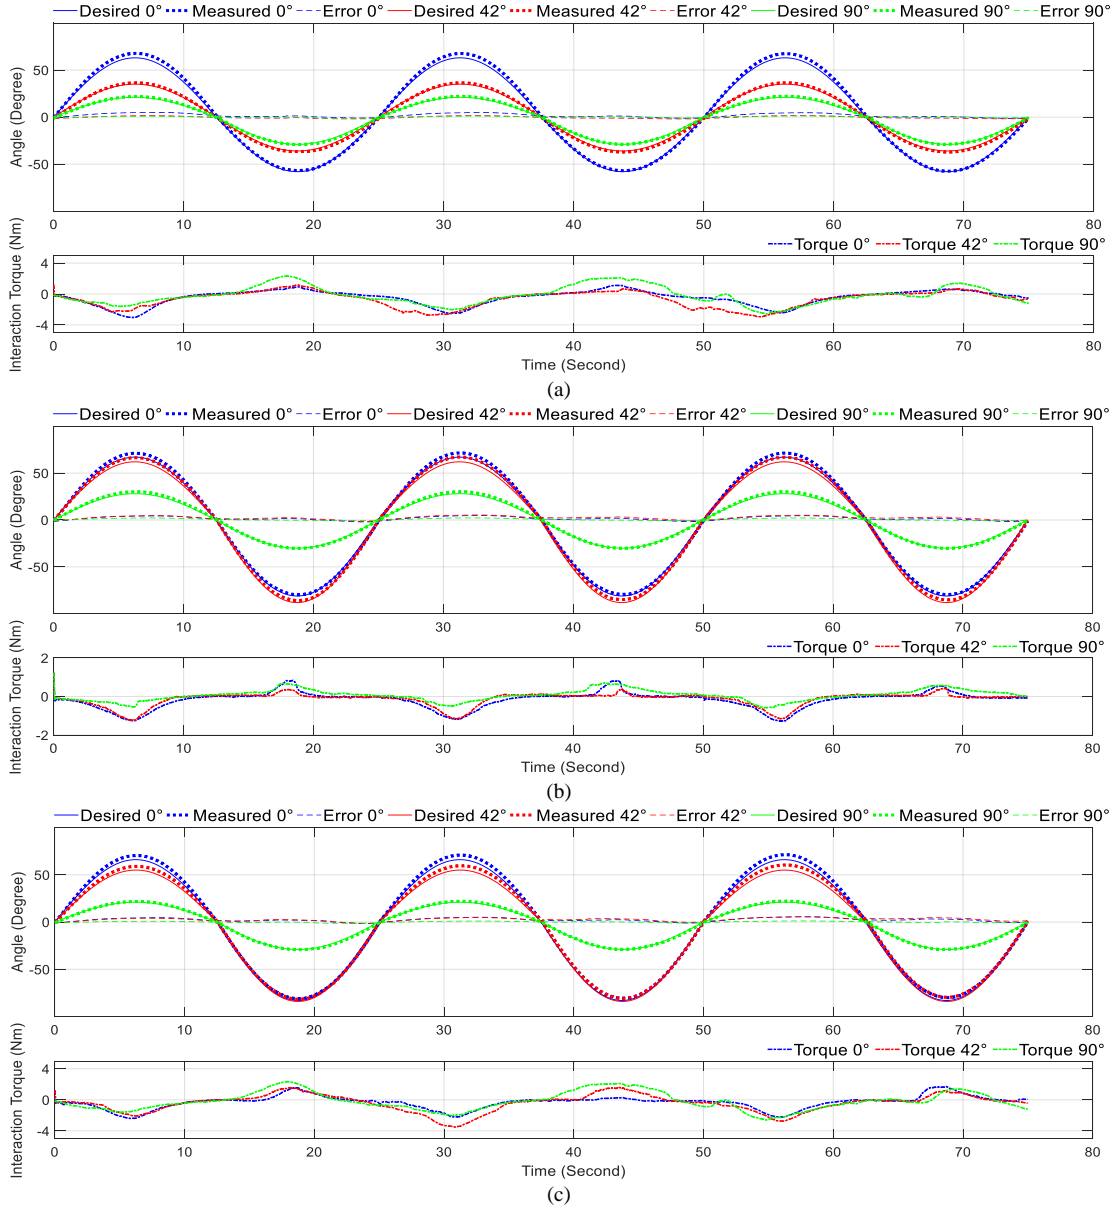 Desired 0° Measured 0° Error 0° Desired 42° Measured 42° Error 42° Desired 90° Measured 90° Error 90°
Angle (Degree)
50
0
-50
0 10 20 30 40 50 60 70 80
Torque 0° Torque 42° Torque 90°
Interaction Torque (Nm)
4
0
-4
0 10 20 30 40 50 60 70 80
Time (Second)
(a)
Desired 0° Measured 0° Error 0° Desired 42° Measured 42° Error 42° Desired 90° Measured 90° Error 90°
Angle (Degree)
50
0
-50
0 10 20 30 40 50 60 70 80
Torque 0° Torque 42° Torque 90°
Interaction Torque (Nm)
2
0
-2
0 10 20 30 40 50 60 70 80
Time (Second)
(b)
Desired 0° Measured 0° Error 0° Desired 42° Measured 42° Error 42° Desired 90° Measured 90° Error 90°
Angle (Degree)
50
0
-50
0 10 20 30 40 50 60 70 80
Torque 0° Torque 42° Torque 90°
Interaction Torque (Nm)
4
0
-4
0 10 20 30 40 50 60 70 80
Time (Second)
(c)